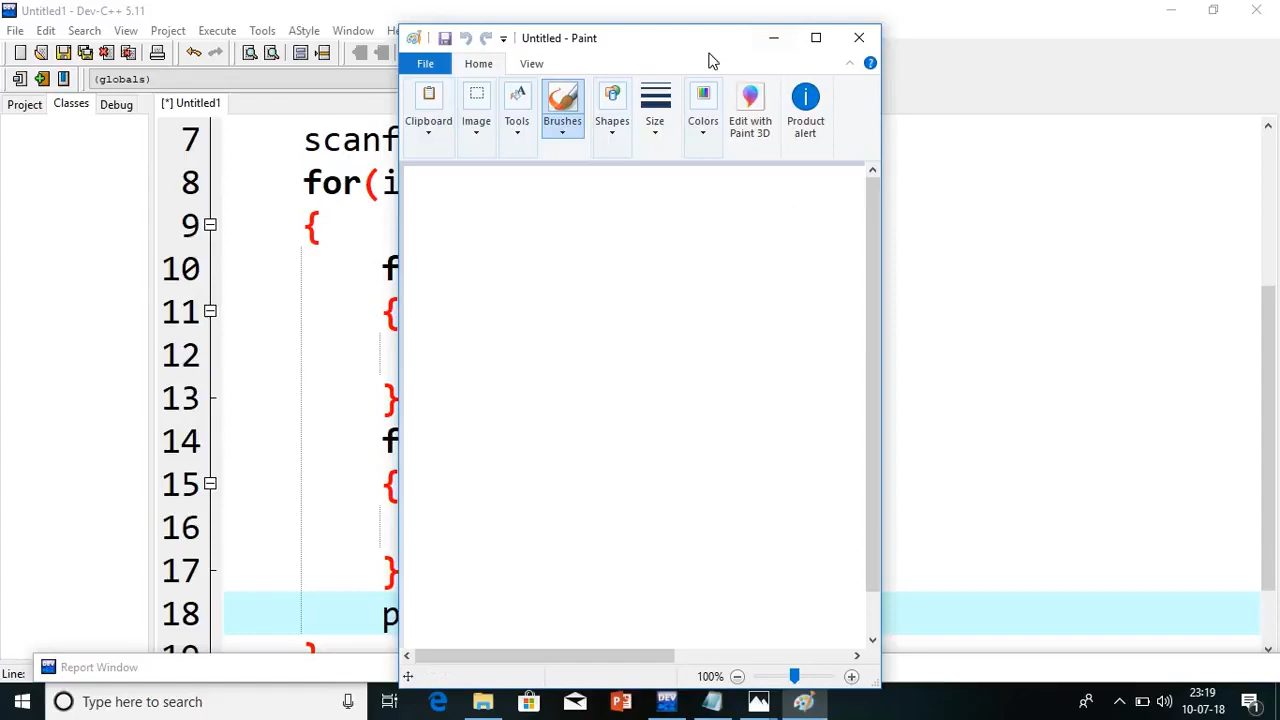 Untitled1 - Dev-C++ 5.11
File Edit Search View Project Execute Tools AStyle Window
(globals)
Project Classes Debug
[*] Untitled1
7 scanf
8 for(i
9 {
10 f
11 {
12
13 }
14 f
15 {
16
17 }
18 p
}
Line:
Report Window
Untitled - Paint
File Home View
Clipboard Image Tools Brushes Shapes Size Colors Edit with Paint 3D Product alert
100%
Type here to search
DEV
23:19
10-07-18
1